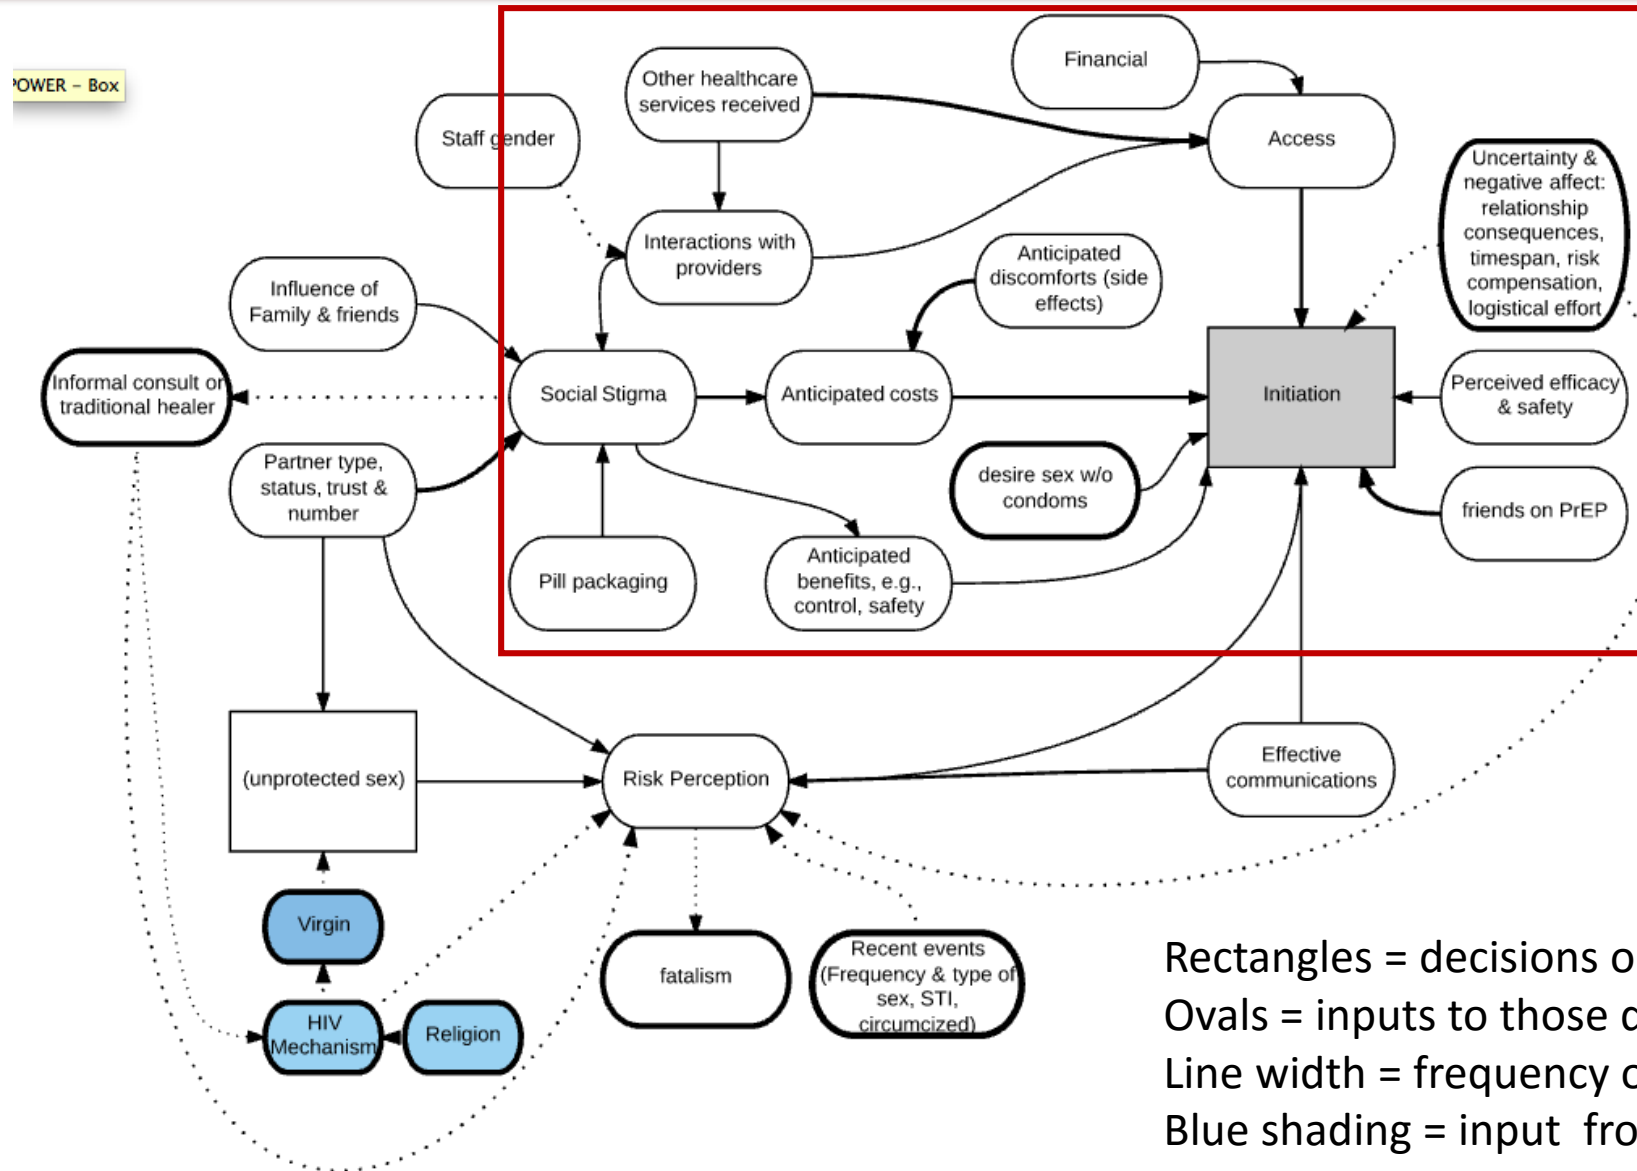 POWER – Box
Financial
Other healthcare
services received
Staff gender
Access
Uncertainty &
negative affect:
relationship
consequences,
timespan, risk
compensation,
logistical effort
Interactions with
providers
Anticipated
discomforts (side
effects)
Influence of
Family & friends
Informal consult or
traditional healer
Social Stigma
Anticipated costs
Initiation
Perceived efficacy
& safety
Partner type,
status, trust &
number
desire sex w/o
condoms
friends on PrEP
Pill packaging
Anticipated
benefits, e.g.,
control, safety
(unprotected sex)
Risk Perception
Effective
communications
Virgin
fatalism
Recent events
(Frequency & type of
sex, STI,
circumcized)
HIV
Mechanism
Religion
Rectangles = decisions
Ovals = inputs to those
Line width = frequency
Blue shading = input